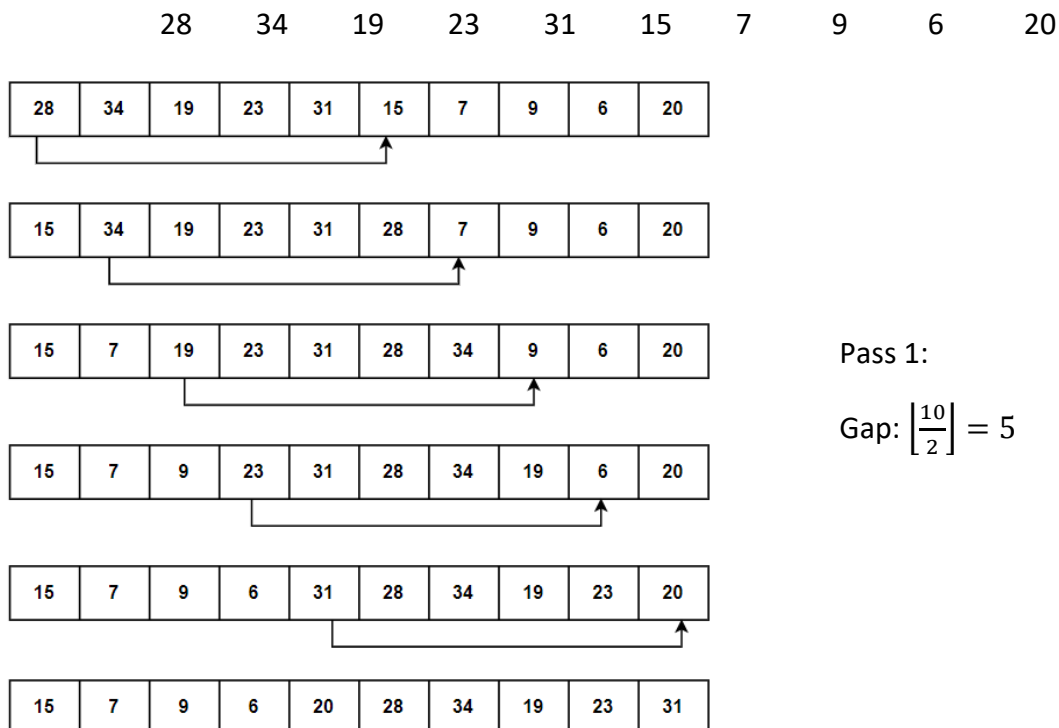 28 34 19 23 31 15 7 9 6 20
28 34 19 23 31 15 7 9 6 20
15 34 19 23 31 28 7 9 6 20
15 7 19 23 31 28 34 9 6 20
Pass 1:
Gap: ⌊10/2⌋ = 5
15 7 9 23 31 28 34 19 6 20
15 7 9 6 31 28 34 19 23 20
15 7 9 6 20 28 34 19 23 31